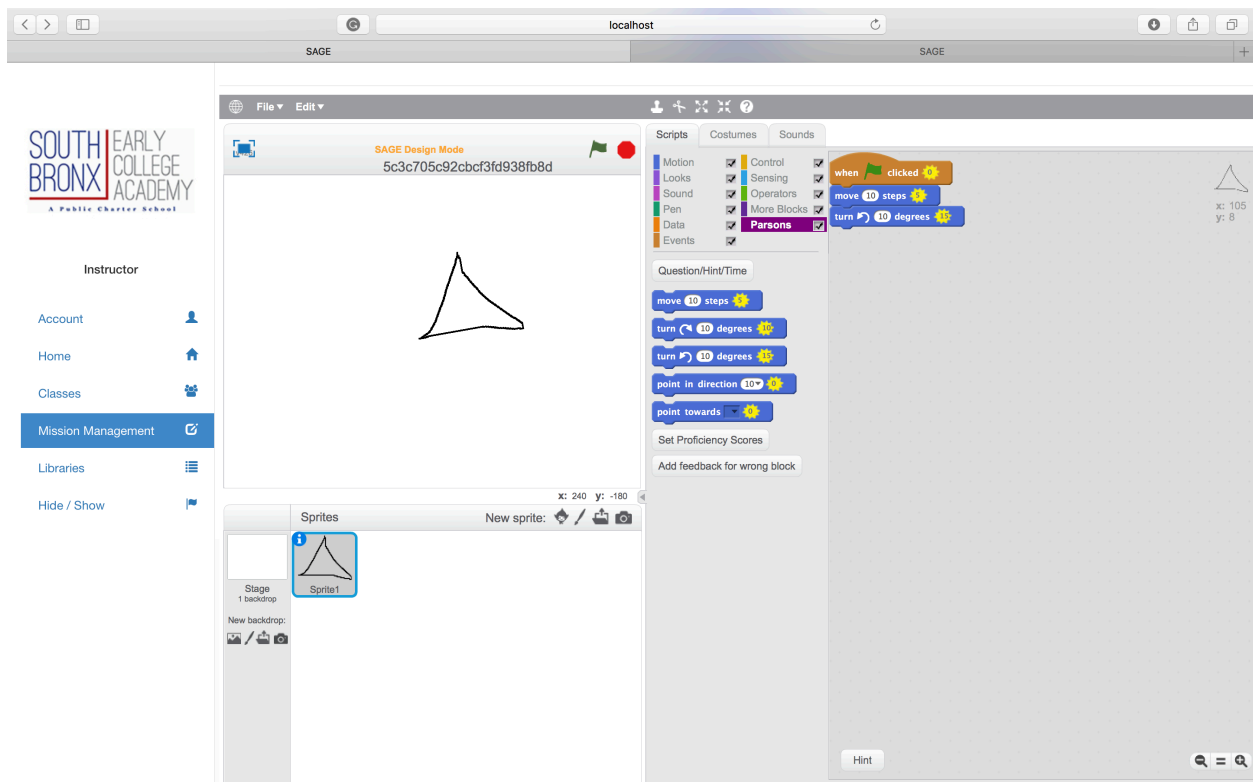 localhost
SAGE
SAGE
SOUTH EARLY
BRONX COLLEGE
ACADEMY
A Public Charter School
Instructor
Account
Home
Classes
Mission Management
Libraries
Hide / Show
File Edit
SAGE Design Mode
5c3c705c92cbcf3fd938fb8d
x: 240 y: -180
Sprites New sprite:
Stage
1 backdrop
New backdrop:
Sprite1
Scripts Costumes Sounds
Motion Control
Looks Sensing
Sound Operators
Pen More Blocks
Data Parsons
Events
Question/Hint/Time
move 10 steps 5
turn 10 degrees 10
turn 10 degrees 15
point in direction 10 0
point towards 0
Set Proficiency Scores
Add feedback for wrong block
when clicked 0
move 10 steps 5
turn 10 degrees 15
x: 105
y: 8
Hint